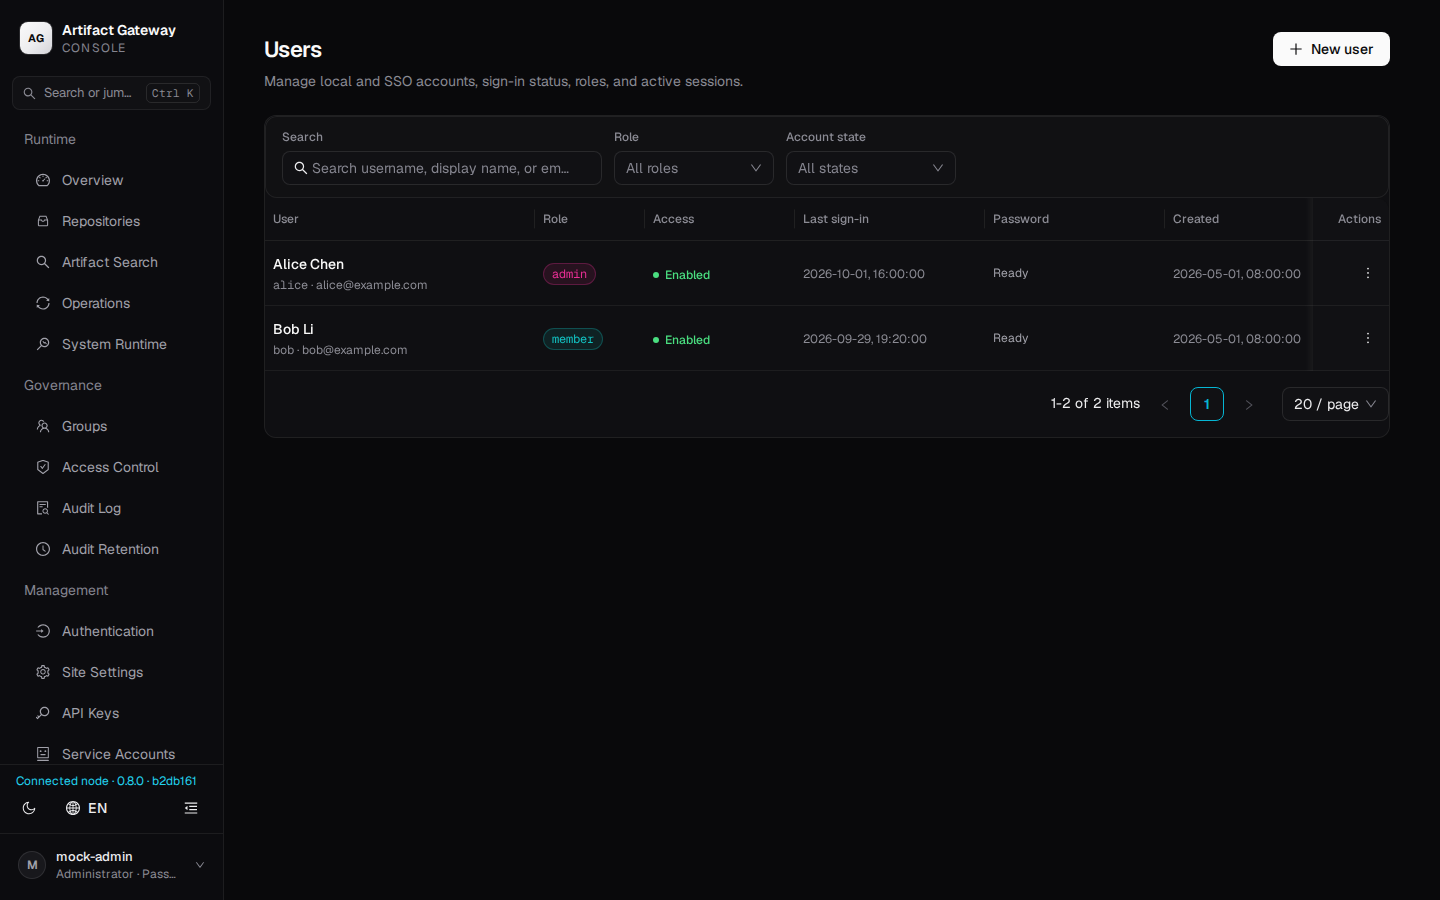 AG
Artifact Gateway
CONSOLE
Search or jum...
Ctrl K
Runtime
Overview
Repositories
Artifact Search
Operations
System Runtime
Governance
Groups
Access Control
Audit Log
Audit Retention
Management
Authentication
Site Settings
API Keys
Service Accounts
Connected node · 0.8.0 · b2db161
EN
M
mock-admin
Administrator · Pass...
Users
Manage local and SSO accounts, sign-in status, roles, and active sessions.
New user
Search
Role
Account state
Search username, display name, or em...
All roles
All states
User
Role
Access
Last sign-in
Password
Created
Actions
Alice Chen
alice · alice@example.com
admin
Enabled
2026-10-01, 16:00:00
Ready
2026-05-01, 08:00:00
Bob Li
bob · bob@example.com
member
Enabled
2026-09-29, 19:20:00
Ready
2026-05-01, 08:00:00
1-2 of 2 items
1
20 / page